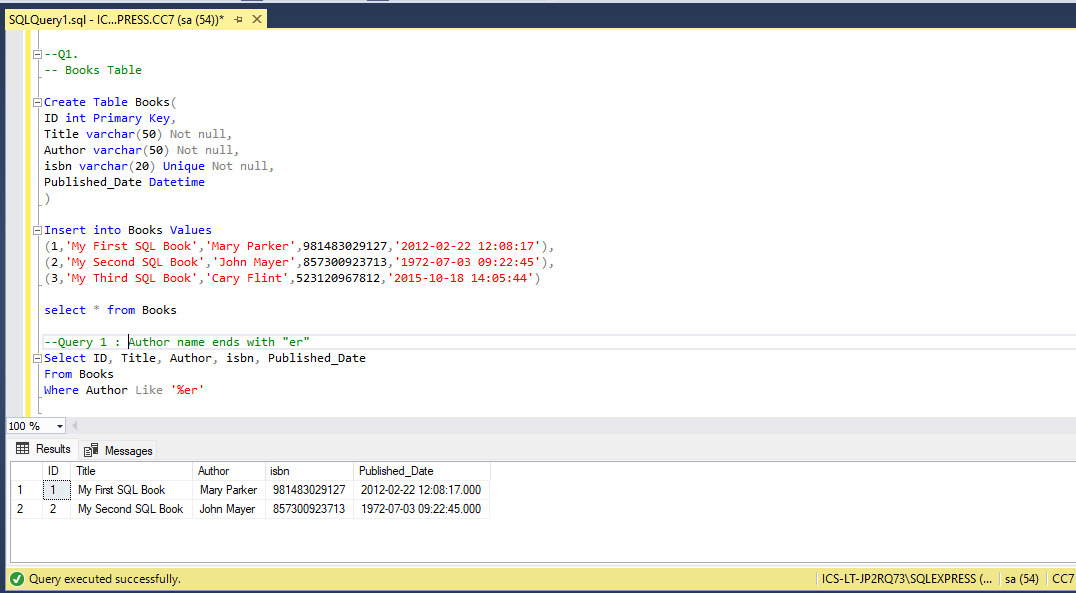 SQLQuery1.sql - IC...PRESS.CC7 (sa (54))*
--Q1.
-- Books Table
Create Table Books(
ID int Primary Key,
Title varchar(50) Not null,
Author varchar(50) Not null,
isbn varchar(20) Unique Not null,
Published_Date Datetime
)
Insert into Books Values
(1,'My First SQL Book','Mary Parker',981483029127,'2012-02-22 12:08:17'),
(2,'My Second SQL Book','John Mayer',857300923713,'1972-07-03 09:22:45'),
(3,'My Third SQL Book','Cary Flint',523120967812,'2015-10-18 14:05:44')
select * from Books
--Query 1 : Author name ends with "er"
Select ID, Title, Author, isbn, Published_Date
From Books
Where Author Like '%er'
100 %
Results Messages
ID Title Author isbn Published_Date
1 1 My First SQL Book Mary Parker 981483029127 2012-02-22 12:08:17.000
2 2 My Second SQL Book John Mayer 857300923713 1972-07-03 09:22:45.000
Query executed successfully. ICS-LT-JP2RQ73\SQLEXPRESS (... sa (54) CC7